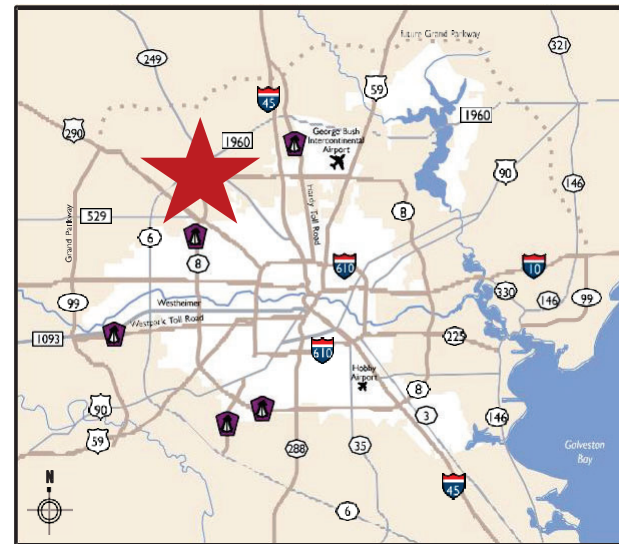 future Grand Parkway
321
249
59
45
290
1960
George Bush
Intercontinental
Airport
1960
90
146
Grand Parkway
529
6
8
Hardy Toll Road
8
610
10
99
Westheimer
330
146
99
Westpark Toll Road
1093
225
610
Hobby
Airport
8
3
90
59
146
288
35
Galveston
Bay
45
N
6